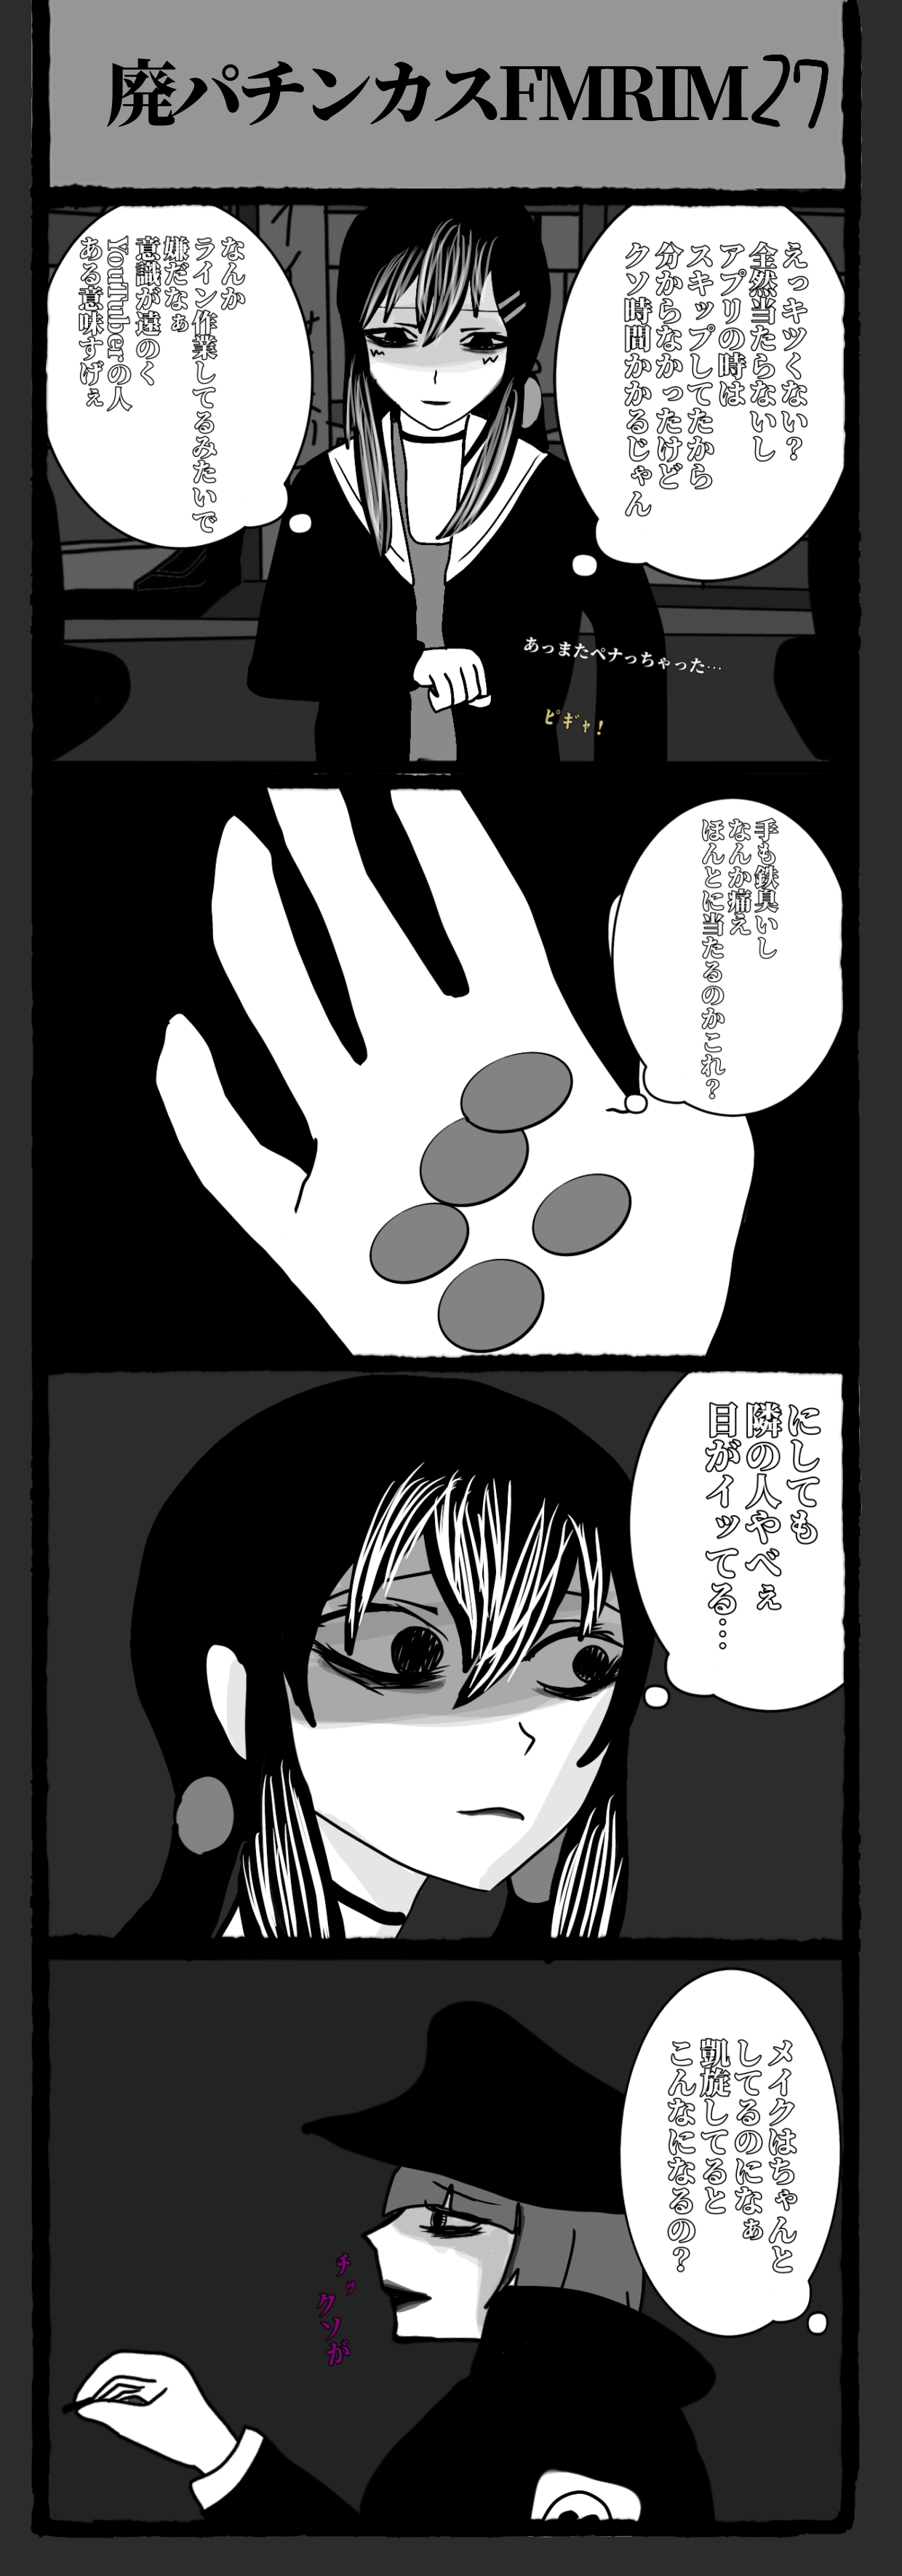 廃パチンカスFMRIM27
えっキツくない?
全然当たらないし
アプリの時は
スキップしてたから
分からなかったけど
クソ時間かかるじゃん
なんか
ライン作業してるみたいで
嫌だなぁ
意識が遠のく
YouTuberの人
ある意味すげぇ
あっまたペナっちゃった…
ピギャ!
手も鉄臭いし
なんか痛ぇ
ほんとに当たるのかこれ?
にしても
隣の人やべぇ
目がイッてる…
メイクはちゃんと
してるのになぁ
凱旋してると
こんなになるの?
チッ
クソが